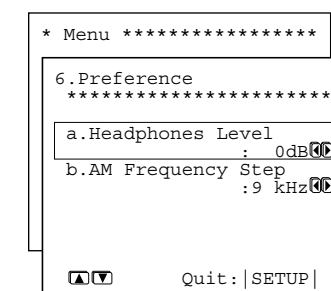 * Menu *****************
6.Preference
***********************
a.Headphones Level
: 0dB
b.AM Frequency Step
:9 kHz
Quit:|SETUP|